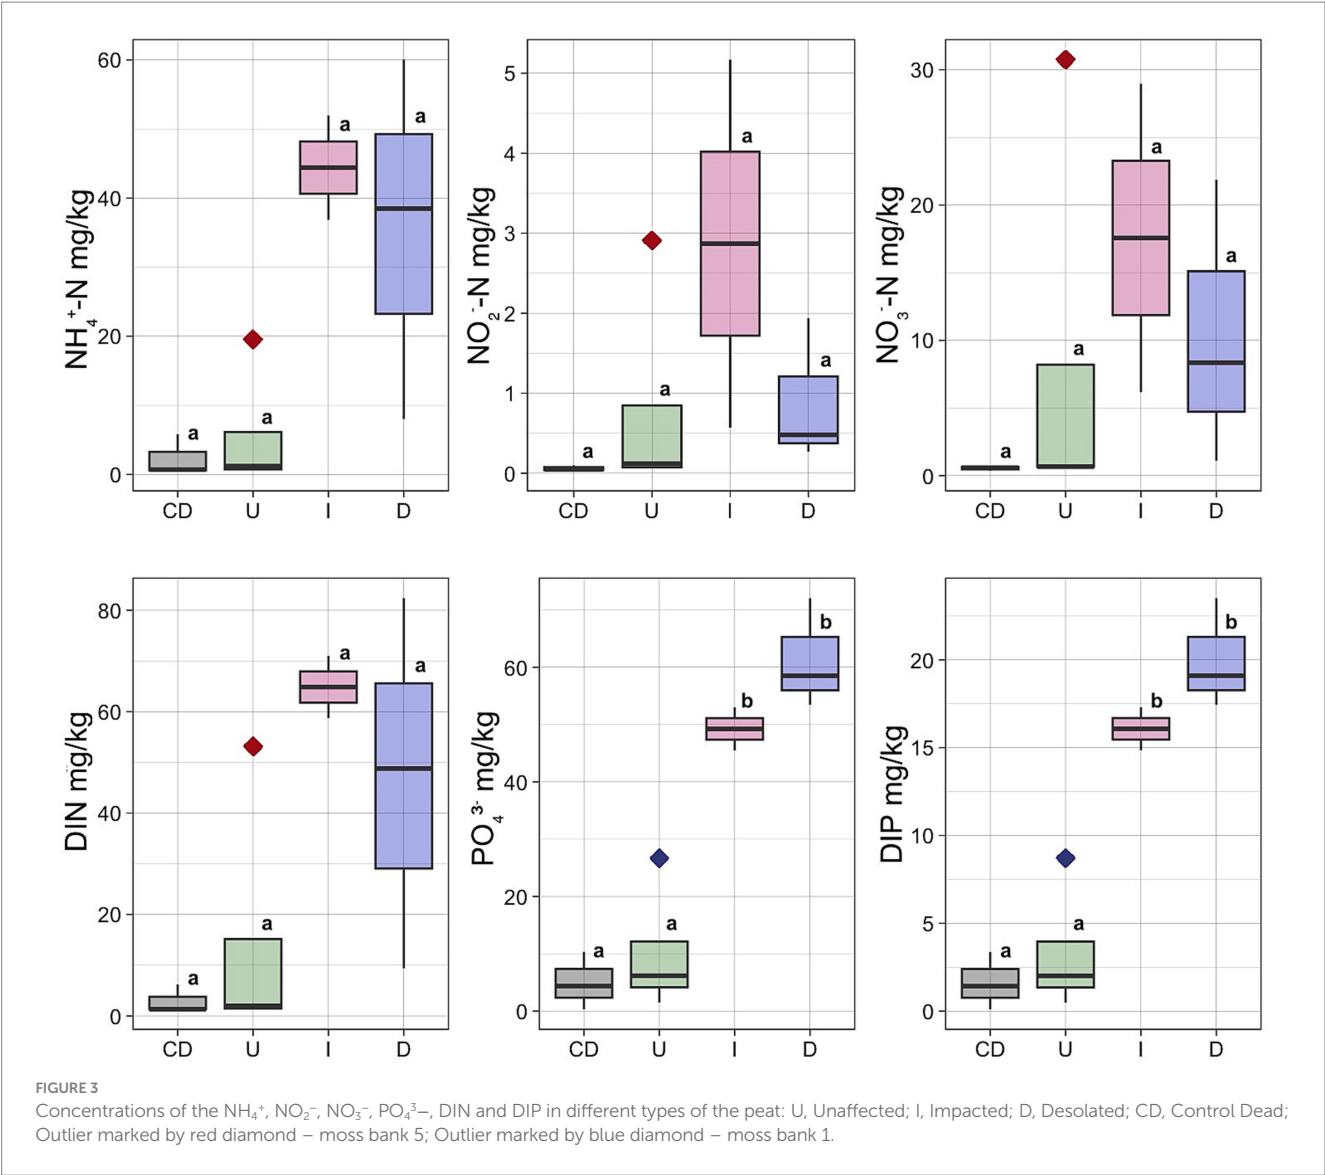 60
40
20
0
NH4+-N mg/kg
a
a
a
a
CD
U
I
D
5
4
3
2
1
0
NO2--N mg/kg
a
a
a
a
CD
U
I
D
30
20
10
0
NO3--N mg/kg
a
a
a
a
CD
U
I
D
80
60
40
20
0
DIN mg/kg
a
a
a
a
CD
U
I
D
60
40
20
0
PO43- mg/kg
a
a
b
b
CD
U
I
D
20
15
10
5
0
DIP mg/kg
a
a
b
b
CD
U
I
D
FIGURE 3
Concentrations of the NH₄⁺, NO₂⁻, NO₃⁻, PO₄³–, DIN and DIP in different types of the peat: U, Unaffected; I, Impacted; D, Desolated; CD, Control Dead;
Outlier marked by red diamond – moss bank 5; Outlier marked by blue diamond – moss bank 1.